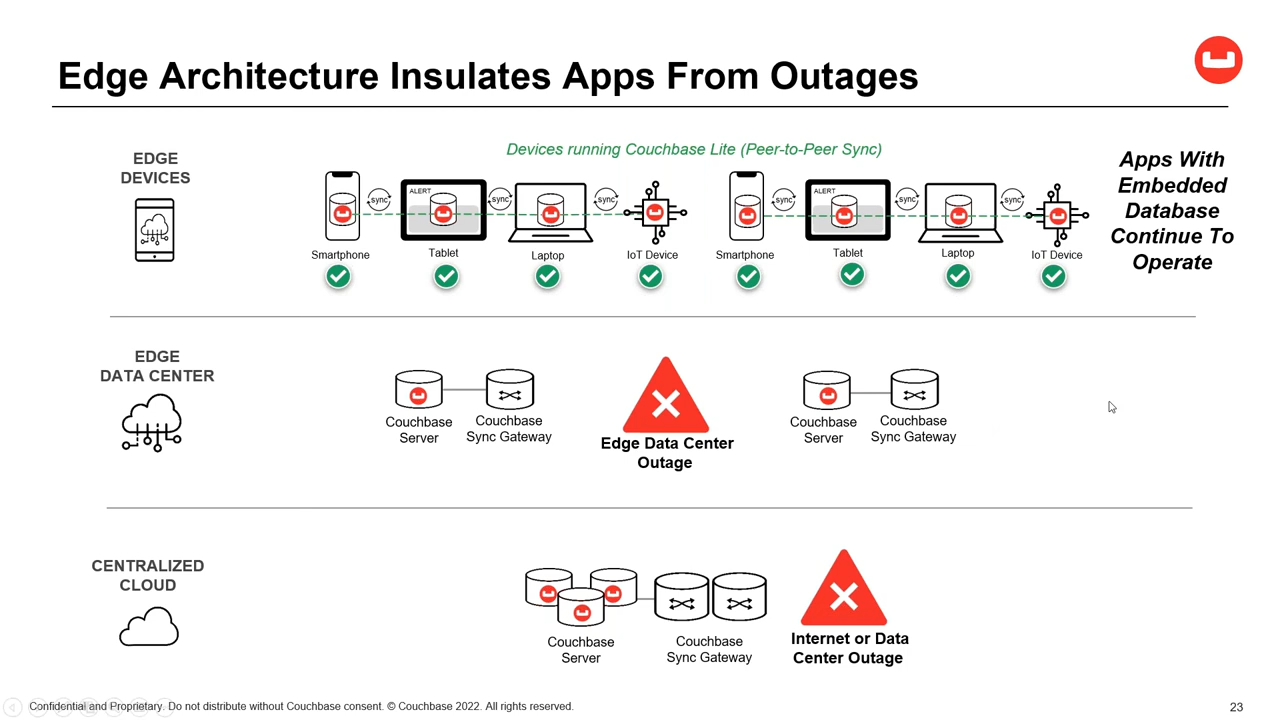 Edge Architecture Insulates Apps From Outages
EDGE
DEVICES
Devices running Couchbase Lite (Peer-to-Peer Sync)
ALERT
sync
sync
sync
sync
ALERT
sync
sync
Smartphone
Tablet
Laptop
IoT Device
Smartphone
Tablet
Laptop
IoT Device
Apps With
Embedded
Database
Continue To
Operate
EDGE
DATA CENTER
Couchbase
Server
Couchbase
Sync Gateway
Edge Data Center
Outage
Couchbase
Server
Couchbase
Sync Gateway
CENTRALIZED
CLOUD
Couchbase
Server
Couchbase
Sync Gateway
Internet or Data
Center Outage
Confidential and Proprietary. Do not distribute without Couchbase consent. © Couchbase 2022. All rights reserved.
23